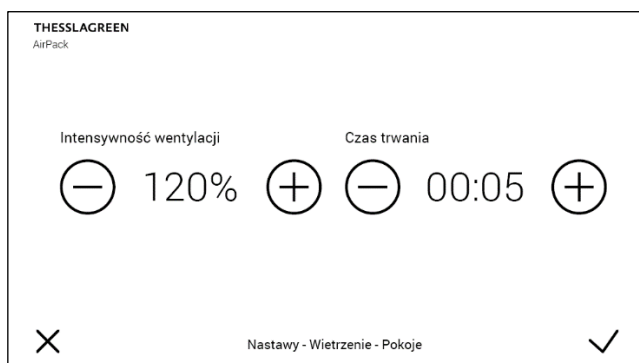 THESSLAGREEN
AirPack
Intensywność wentylacji
Czas trwania
120%
00:05
Nastawy - Wietrzenie - Pokoje